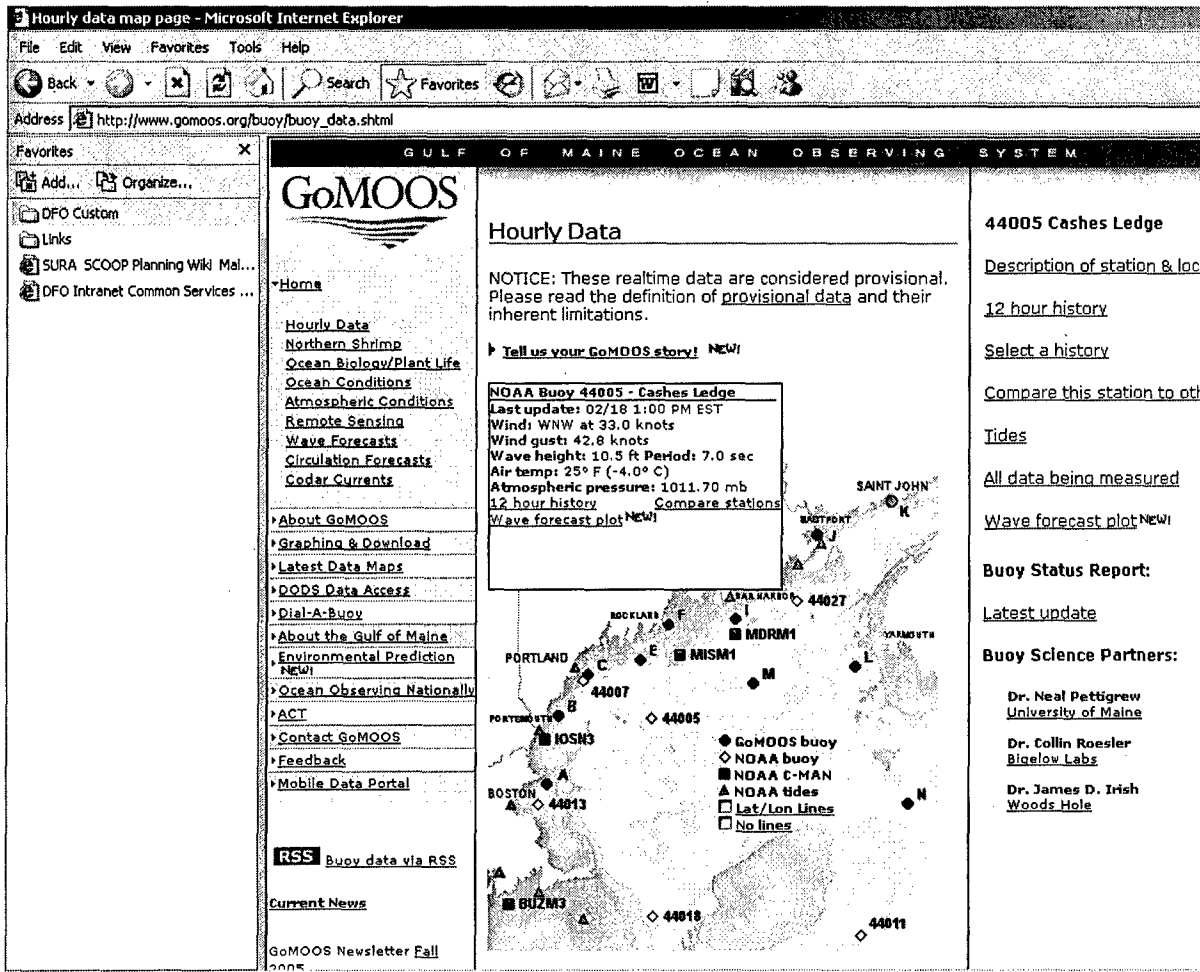 Hourly data map page - Microsoft Internet Explorer
File Edit View Favorites Tools Help
Back Search Favorites
Address http://www.gomoos.org/buoy/buoy_data.shtml
Favorites
Add... Organize...
DFO Custom
Links
SURA SCOOP Planning Wiki Mai...
DFO Intranet Common Services ...
GULF OF MAINE OCEAN OBSERVING SYSTEM
GoMOOS
Home
Hourly Data
Northern Shrimp
Ocean Biology/Plant Life
Ocean Conditions
Atmospheric Conditions
Remote Sensing
Wave Forecasts
Circulation Forecasts
Codar Currents
About GoMOOS
Graphing & Download
Latest Data Maps
DODS Data Access
Dial-A-Buoy
About the Gulf of Maine
Environmental Prediction
NEW!
Ocean Observing Nationally
ACT
Contact GoMOOS
Feedback
Mobile Data Portal
RSS Buoy data via RSS
Current News
GoMOOS Newsletter Fall
2005
Hourly Data
NOTICE: These realtime data are considered provisional.
Please read the definition of provisional data and their
inherent limitations.
Tell us your GoMOOS story! NEW!
NOAA Buoy 44005 - Cashes Ledge
Last update: 02/18 1:00 PM EST
Wind: WNW at 33.0 knots
Wind gust: 42.8 knots
Wave height: 10.5 ft Period: 7.0 sec
Air temp: 25° F (-4.0° C)
Atmospheric pressure: 1011.70 mb
12 hour history Compare stations
Wave forecast plot NEW!
SAINT JOHN
K
EASTPORT
J
BAR HARBOR
44027
ROCKLAND
F
I
MDRM1
YARMOUTH
PORTLAND
C
E
MISM1
M
L
44007
PORTSMOUTH
B
44005
IOSN3
GoMOOS buoy
NOAA buoy
NOAA C-MAN
NOAA tides
Lat/Lon Lines
No lines
A
BOSTON
44013
N
BUZM3
44018
44011
44005 Cashes Ledge
Description of station & loc
12 hour history
Select a history
Compare this station to oth
Tides
All data being measured
Wave forecast plot NEW!
Buoy Status Report:
Latest update
Buoy Science Partners:
Dr. Neal Pettigrew
University of Maine
Dr. Collin Roesler
Bigelow Labs
Dr. James D. Irish
Woods Hole